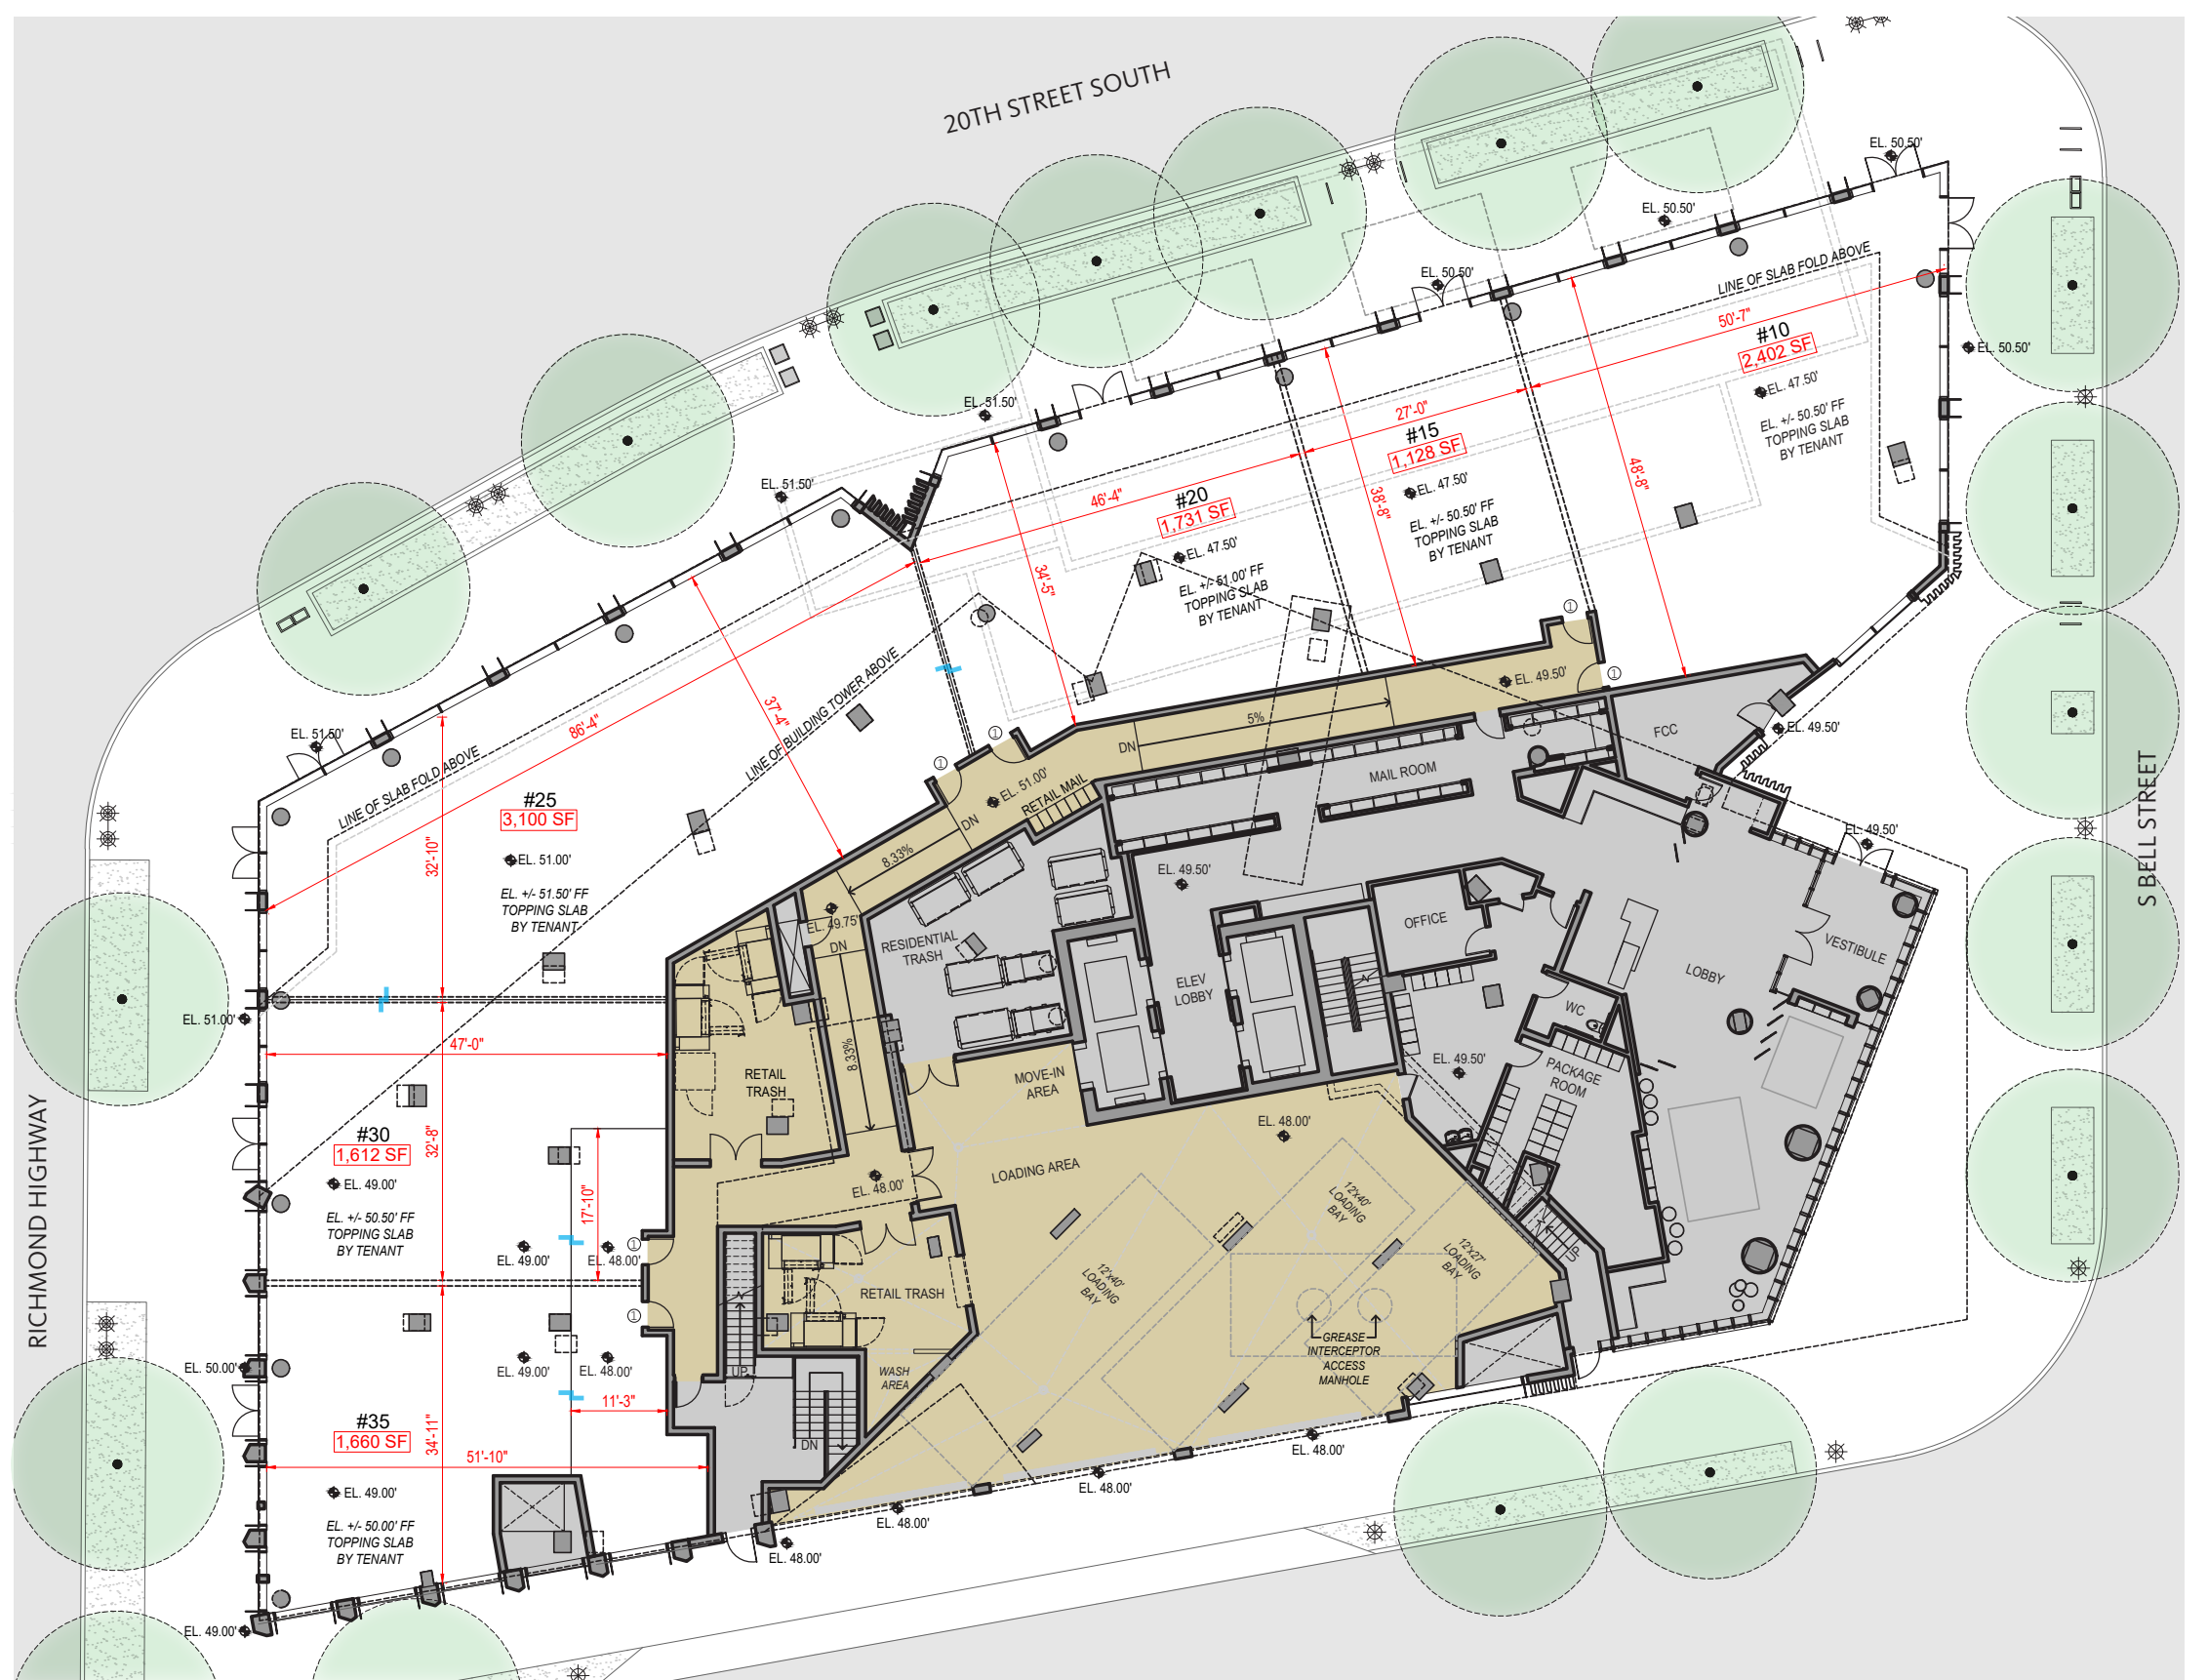 20TH STREET SOUTH
EL. 50.50'
EL. 50.50'
EL. 50.50'
LINE OF SLAB FOLD ABOVE
50'-7"
#10
2,402 SF
EL. 50.50'
EL. 47.50'
EL. +/- 50.50' FF
TOPPING SLAB
BY TENANT
48'-8"
27'-0"
#15
1,128 SF
38'-8"
EL. 47.50'
EL. +/- 50.50' FF
TOPPING SLAB
BY TENANT
EL. 51.50'
46'-4"
#20
1,731 SF
EL. 47.50'
EL. +/- 51.00' FF
TOPPING SLAB
BY TENANT
34'-5"
EL. 51.50'
EL. 51.50'
LINE OF SLAB FOLD ABOVE
86'-4"
37'-4"
LINE OF BUILDING TOWER ABOVE
#25
3,100 SF
32'-10"
EL. 51.00'
EL. +/- 51.50' FF
TOPPING SLAB
BY TENANT
1
1
1
1
EL. 49.50'
5%
DN
EL. 51.00'
RETAIL MAIL
DN
8.33%
EL. 49.75'
DN
8.33%
FCC
EL. 49.50'
MAIL ROOM
EL. 49.50'
EL. 49.50'
S BELL STREET
RESIDENTIAL
TRASH
OFFICE
ELEV
LOBBY
LOBBY
VESTIBULE
WC
EL. 51.00'
47'-0"
RETAIL
TRASH
MOVE-IN
AREA
EL. 49.50'
PACKAGE
ROOM
RICHMOND HIGHWAY
#30
1,612 SF
32'-8"
EL. 49.00'
EL. +/- 50.50' FF
TOPPING SLAB
BY TENANT
17'-10"
EL. 48.00'
LOADING AREA
EL. 48.00'
12'x40'
LOADING
BAY
12'x27'
LOADING
BAY
12'x40'
LOADING
BAY
UP
EL. 49.00'
EL. 48.00'
1
1
RETAIL TRASH
GREASE
INTERCEPTOR
ACCESS
MANHOLE
EL. 50.00'
EL. 49.00'
EL. 48.00'
UP
WASH
AREA
11'-3"
#35
1,660 SF
34'-11"
51'-10"
DN
EL. 49.00'
EL. +/- 50.00' FF
TOPPING SLAB
BY TENANT
EL. 48.00'
EL. 48.00'
EL. 48.00'
EL. 48.00'
EL. 49.00'